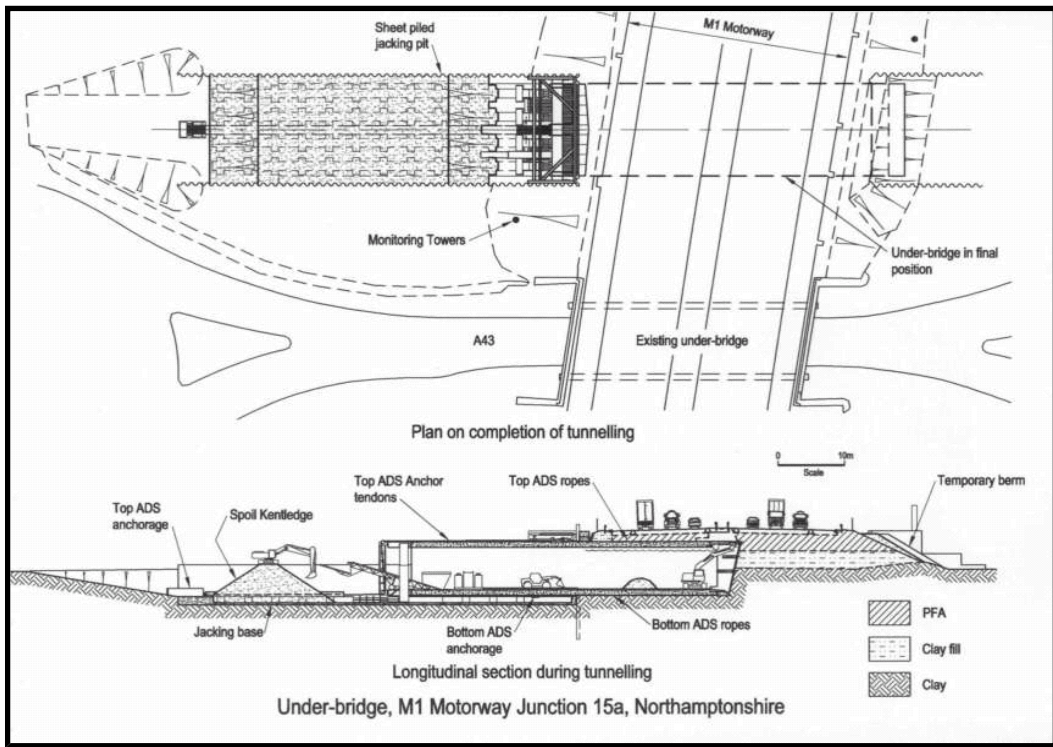 Sheet piled
jacking pit
M1 Motorway
Monitoring Towers
Under-bridge in final
position
A43
Existing under-bridge
Plan on completion of tunnelling
0
10m
Scale
Top ADS Anchor
tendons
Top ADS ropes
Temporary berm
Top ADS
anchorage
Spoil Kentledge
Jacking base
Bottom ADS
anchorage
Bottom ADS ropes
PFA
Clay fill
Clay
Longitudinal section during tunnelling
Under-bridge, M1 Motorway Junction 15a, Northamptonshire